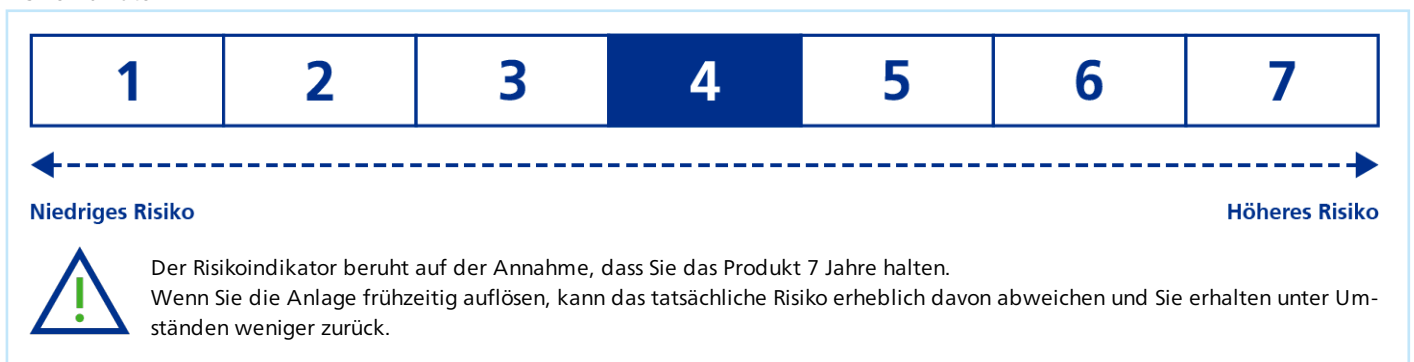 1 2 3 4 5 6 7
Niedriges Risiko Höheres Risiko
Der Risikoindikator beruht auf der Annahme, dass Sie das Produkt 7 Jahre halten.
Wenn Sie die Anlage frühzeitig auflösen, kann das tatsächliche Risiko erheblich davon abweichen und Sie erhalten unter Um-
ständen weniger zurück.